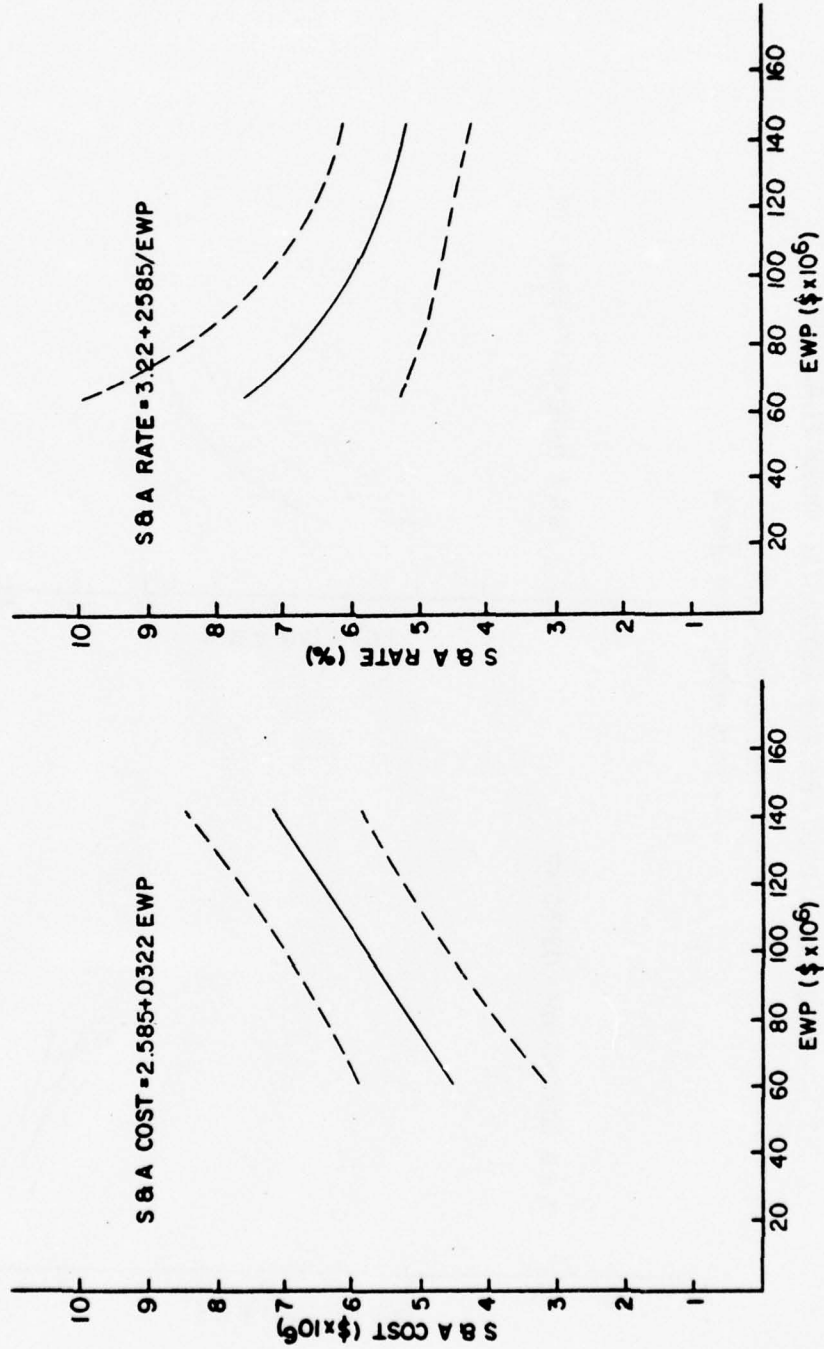 S & A COST = 2.585+.0322 EWP
10
9
8
7
6
5
4
3
2
1
S & A COST ($x10⁶)
20 40 60 80 100 120 140 160
EWP ($x10⁶)
S & A RATE = 3.22+2585/EWP
10
9
8
7
6
5
4
3
2
1
S & A RATE (%)
20 40 60 80 100 120 140 160
EWP ($x10⁶)